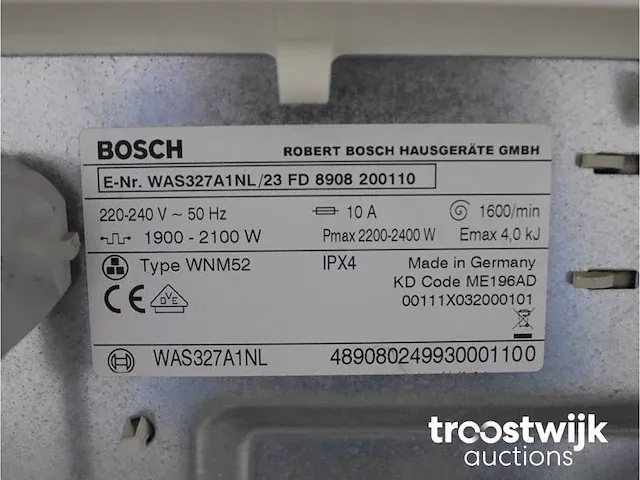 BOSCH
ROBERT BOSCH HAUSGERÄTE GMBH
E-Nr. WAS327A1NL/23 FD 8908 200110
220-240 V ~ 50 Hz 10 A 1600/min
1900 - 2100 W Pmax 2200-2400 W Emax 4,0 kJ
Type WNM52 IPX4 Made in Germany
KD Code ME196AD
CE DVE 00111X032000101
WAS327A1NL 489080249930001100
troostwijk
auctions